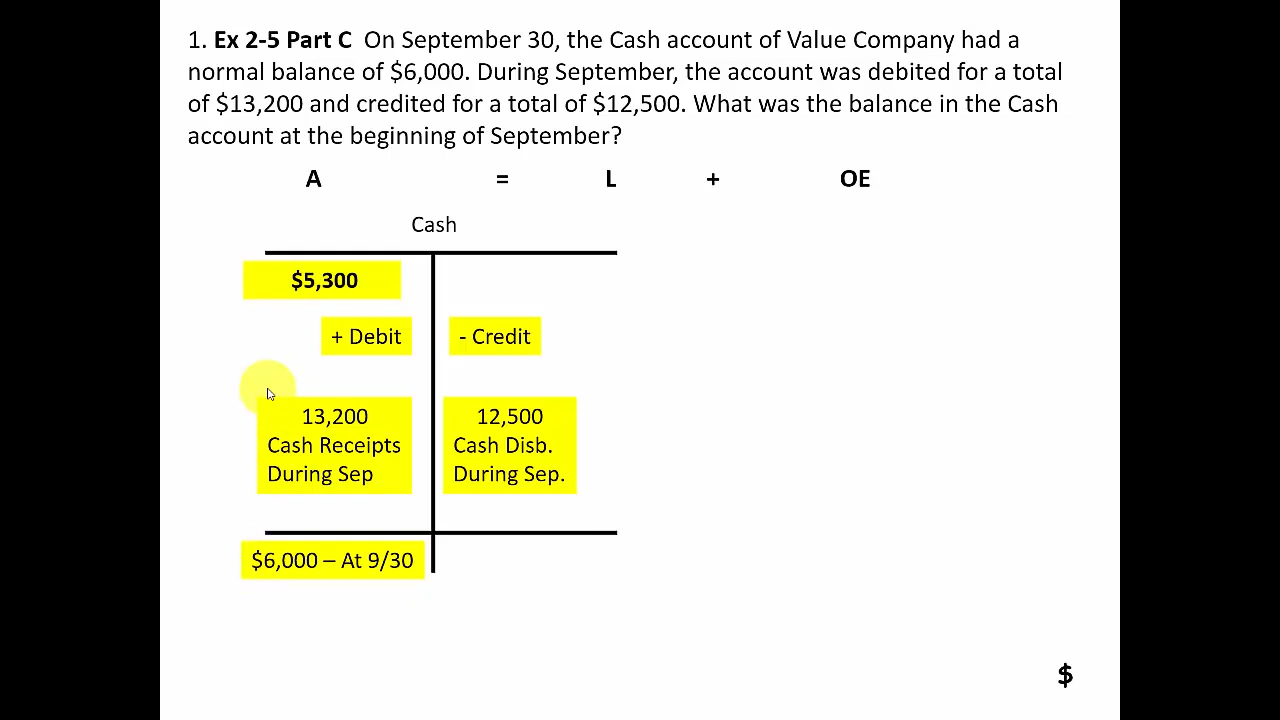 1. Ex 2-5 Part C On September 30, the Cash account of Value Company had a
normal balance of $6,000. During September, the account was debited for a total
of $13,200 and credited for a total of $12,500. What was the balance in the Cash
account at the beginning of September?
A = L + OE
Cash
$5,300
+ Debit - Credit
13,200 12,500
Cash Receipts Cash Disb.
During Sep During Sep.
$6,000 – At 9/30
$